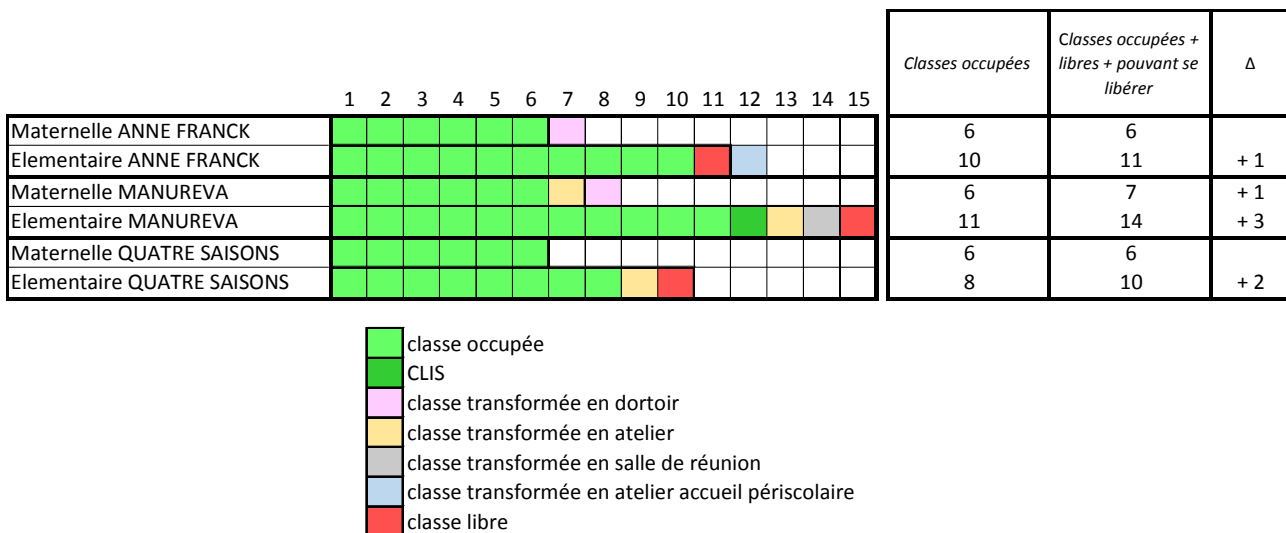 Classes occupées
Classes occupées +
libres + pouvant se
libérer
Δ
1 2 3 4 5 6 7 8 9 10 11 12 13 14 15
Maternelle ANNE FRANCK 6 6
Elementaire ANNE FRANCK 10 11 + 1
Maternelle MANUREVA 6 7 + 1
Elementaire MANUREVA 11 14 + 3
Maternelle QUATRE SAISONS 6 6
Elementaire QUATRE SAISONS 8 10 + 2
classe occupée
CLIS
classe transformée en dortoir
classe transformée en atelier
classe transformée en salle de réunion
classe transformée en atelier accueil périscolaire
classe libre